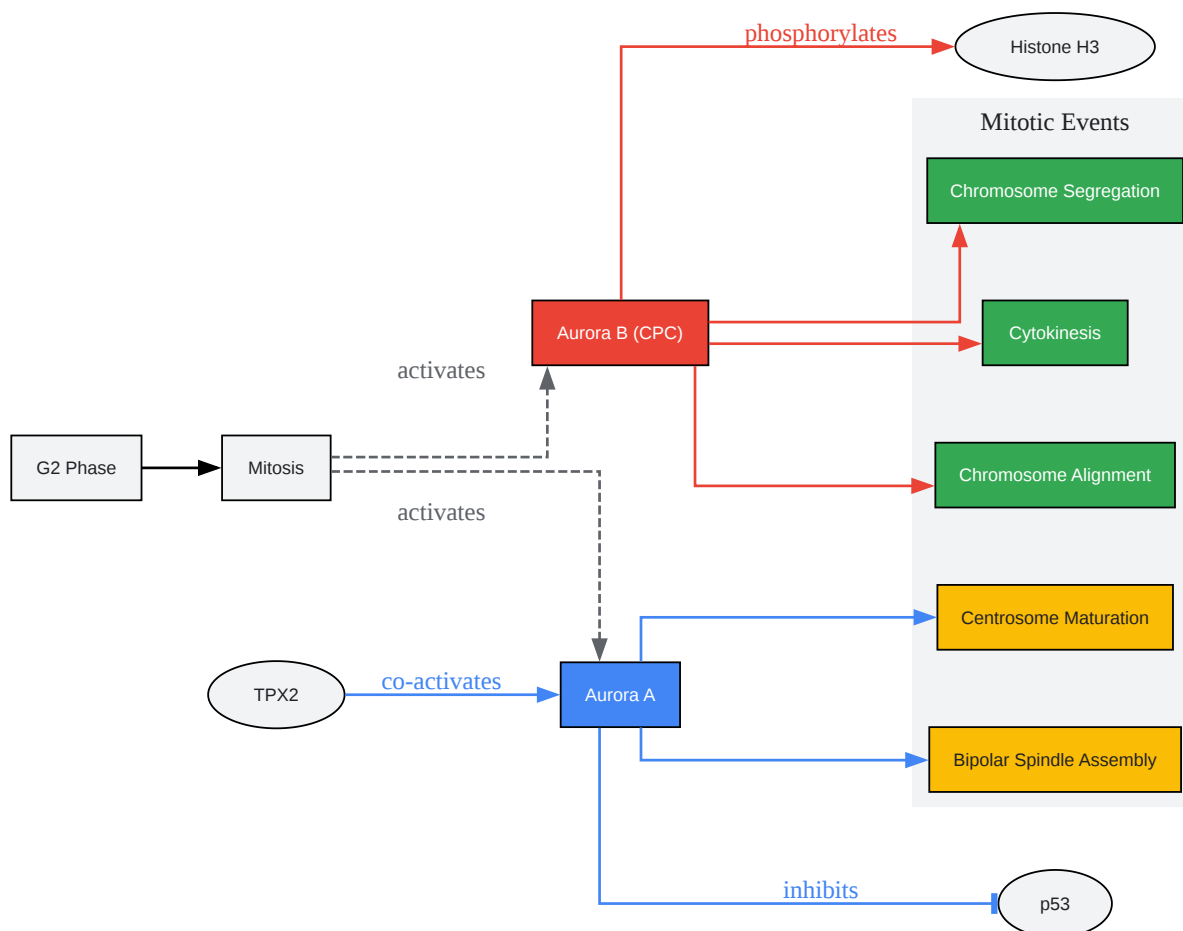 phosphorylates
Histone H3
Mitotic Events
Chromosome Segregation
Aurora B (CPC)
Cytokinesis
activates
G2 Phase
Mitosis
Chromosome Alignment
activates
Centrosome Maturation
TPX2
co-activates
Aurora A
Bipolar Spindle Assembly
inhibits
p53